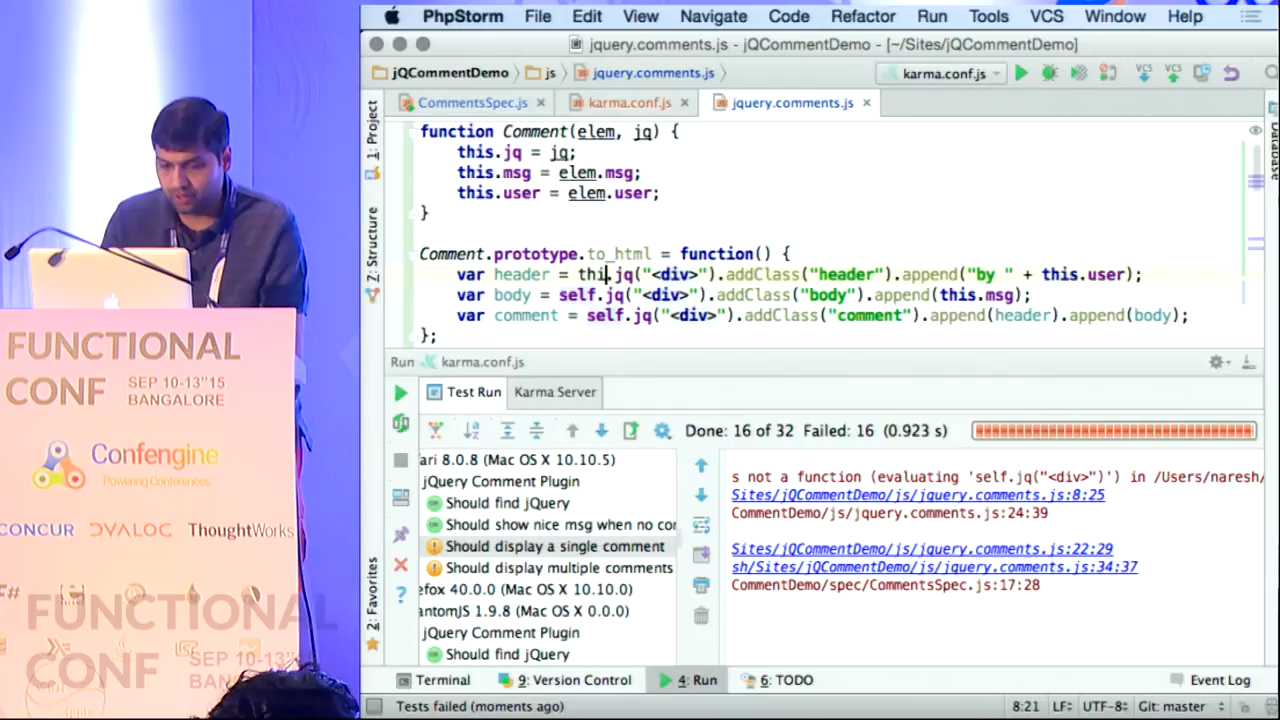 PhpStorm File Edit View Navigate Code Refactor Run Tools VCS Window Help
jquery.comments.js - jQCommentDemo - [~/Sites/jQCommentDemo]
jQCommentDemo js jquery.comments.js karma.conf.js VCS VCS
CommentsSpec.js karma.conf.js jquery.comments.js
1: Project
2: Structure
2: Favorites
Database
function Comment(elem, jq) {
this.jq = jq;
this.msg = elem.msg;
this.user = elem.user;
}
Comment.prototype.to_html = function() {
var header = thi.jq("<div>").addClass("header").append("by " + this.user);
var body = self.jq("<div>").addClass("body").append(this.msg);
var comment = self.jq("<div>").addClass("comment").append(header).append(body);
};
Run karma.conf.js
Test Run Karma Server
Done: 16 of 32 Failed: 16 (0.923 s)
ari 8.0.8 (Mac OS X 10.10.5)
jQuery Comment Plugin
Should find jQuery
Should show nice msg when no cor
Should display a single comment
Should display multiple comments
efox 40.0.0 (Mac OS X 10.10.0)
antomJS 1.9.8 (Mac OS X 0.0.0)
jQuery Comment Plugin
Should find jQuery
s not a function (evaluating 'self.jq("<div>")') in /Users/naresh/
Sites/jQCommentDemo/js/jquery.comments.js:8:25
CommentDemo/js/jquery.comments.js:24:39
Sites/jQCommentDemo/js/jquery.comments.js:22:29
sh/Sites/jQCommentDemo/js/jquery.comments.js:34:37
CommentDemo/spec/CommentsSpec.js:17:28
Terminal 9: Version Control 4: Run 6: TODO Event Log
Tests failed (moments ago) 8:21 LF÷ UTF-8÷ Git: master÷
FUNCTIONAL
CONF SEP 10-13"15
BANGALORE
Confengine
Powering Conferences
CONCUR DYALOC ThoughtWorks
F#
FUNCTIONAL
CONF SEP 10-13"